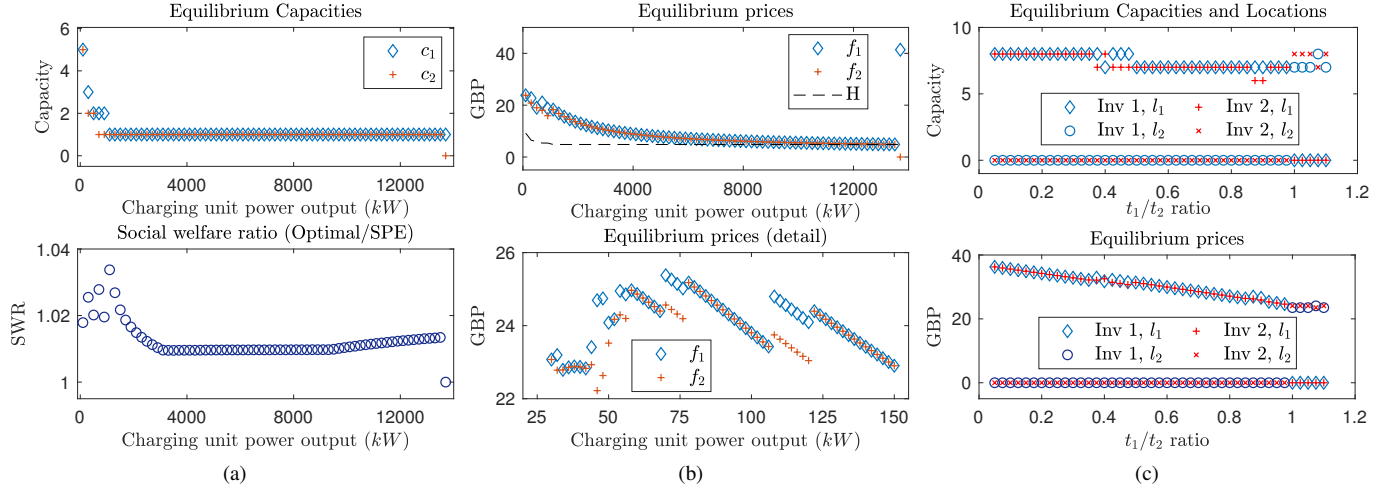 Equilibrium Capacities
6
4
2
0
Capacity
c1
c2
0 4000 8000 12000
Charging unit power output (kW)
Social welfare ratio (Optimal/SPE)
1.04
1.02
1
SWR
0 4000 8000 12000
Charging unit power output (kW)
(a)
Equilibrium prices
40
20
0
GBP
f1
f2
H
0 4000 8000 12000
Charging unit power output (kW)
Equilibrium prices (detail)
26
24
22
GBP
f1
f2
25 50 75 100 125 150
Charging unit power output (kW)
(b)
Equilibrium Capacities and Locations
10
5
0
Capacity
Inv 1, l1 Inv 2, l1
Inv 1, l2 Inv 2, l2
0 0.2 0.4 0.6 0.8 1 1.2
t1/t2 ratio
Equilibrium prices
40
20
0
GBP
Inv 1, l1 Inv 2, l1
Inv 1, l2 Inv 2, l2
0 0.2 0.4 0.6 0.8 1 1.2
t1/t2 ratio
(c)